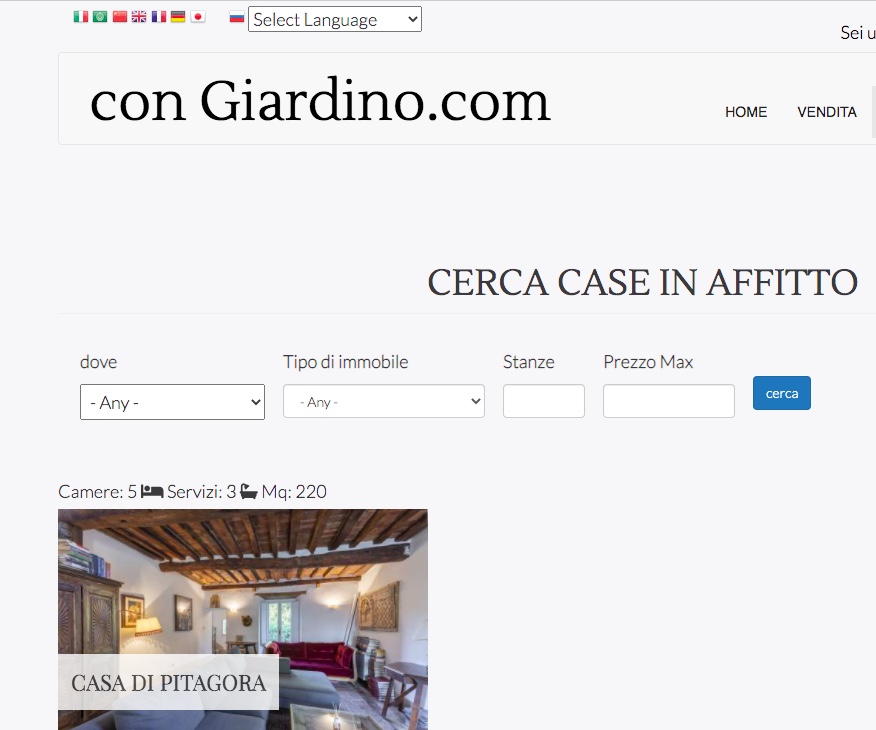 Select Language
Sei u
con Giardino.com
HOME VENDITA
CERCA CASE IN AFFITTO
dove Tipo di immobile Stanze Prezzo Max
- Any - - Any - cerca
Camere: 5 Servizi: 3 Mq: 220
CASA DI PITAGORA